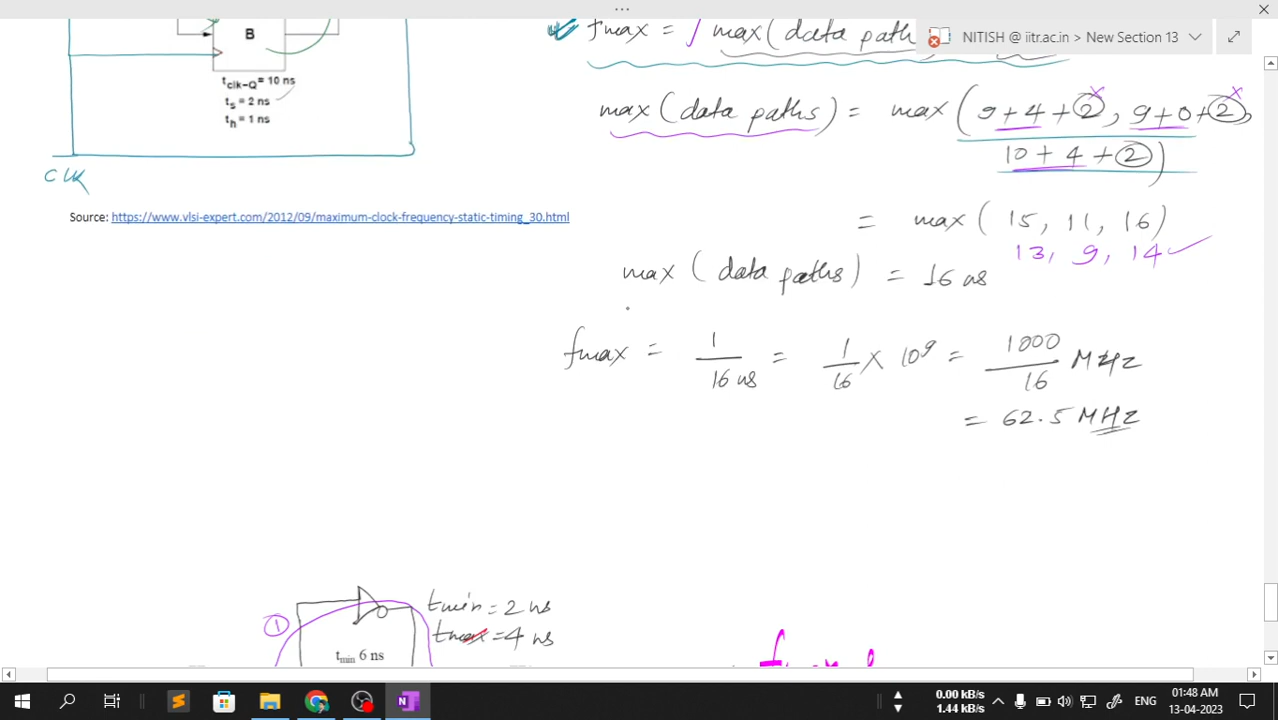 ...
B
fmax = / max(data path
NITISH @ iitr.ac.in > New Section 13
tclk-Q = 10 ns
ts = 2 ns
th = 1 ns
max(data paths) = max(9+4+2, 9+0+2,
x x
10+4+2)
CLK
Source: https://www.vlsi-expert.com/2012/09/maximum-clock-frequency-static-timing_30.html
= max(15, 11, 16)
13, 9, 14
max(data paths) = 16 ns
fmax = 1/16 ns = 1/16 × 10⁹ = 1000/16 MHz
= 62.5 MHz
1
tmin = 2 ns
tmax = 4 ns
tmin 6 ns
0.00 kB/s
1.44 kB/s
ENG
01:48 AM
13-04-2023